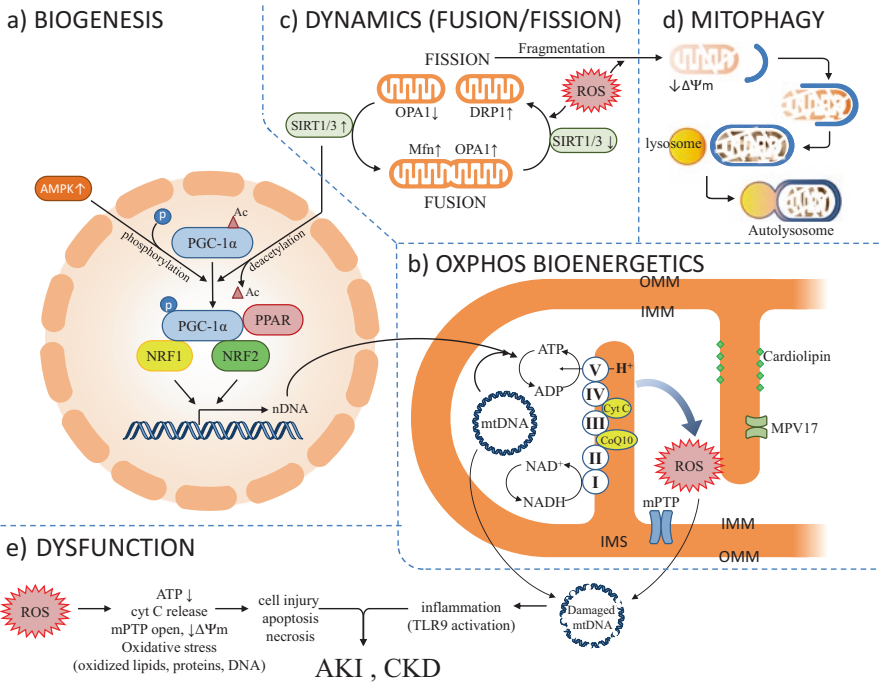 a) BIOGENESIS
AMPK↑
p
Ac
PGC-1α
phosphorylation
deacetylation
Ac
p
PGC-1α
PPAR
NRF1
NRF2
nDNA
c) DYNAMICS (FUSION/FISSION)
FISSION
Fragmentation
ROS
OPA1↓
DRP1↑
SIRT1/3 ↑
SIRT1/3 ↓
Mfn↑
OPA1↑
FUSION
d) MITOPHAGY
↓ΔΨm
lysosome
Autolysosome
b) OXPHOS BIOENERGETICS
OMM
IMM
ATP
ADP
V
H⁺
IV
Cyt C
III
CoQ10
II
I
mtDNA
NAD⁺
NADH
Cardiolipin
MPV17
ROS
mPTP
IMS
IMM
OMM
e) DYSFUNCTION
ROS
ATP ↓
cyt C release
mPTP open, ↓ΔΨm
Oxidative stress
(oxidized lipids, proteins, DNA)
cell injury
apoptosis
necrosis
inflammation
(TLR9 activation)
Damaged
mtDNA
AKI , CKD